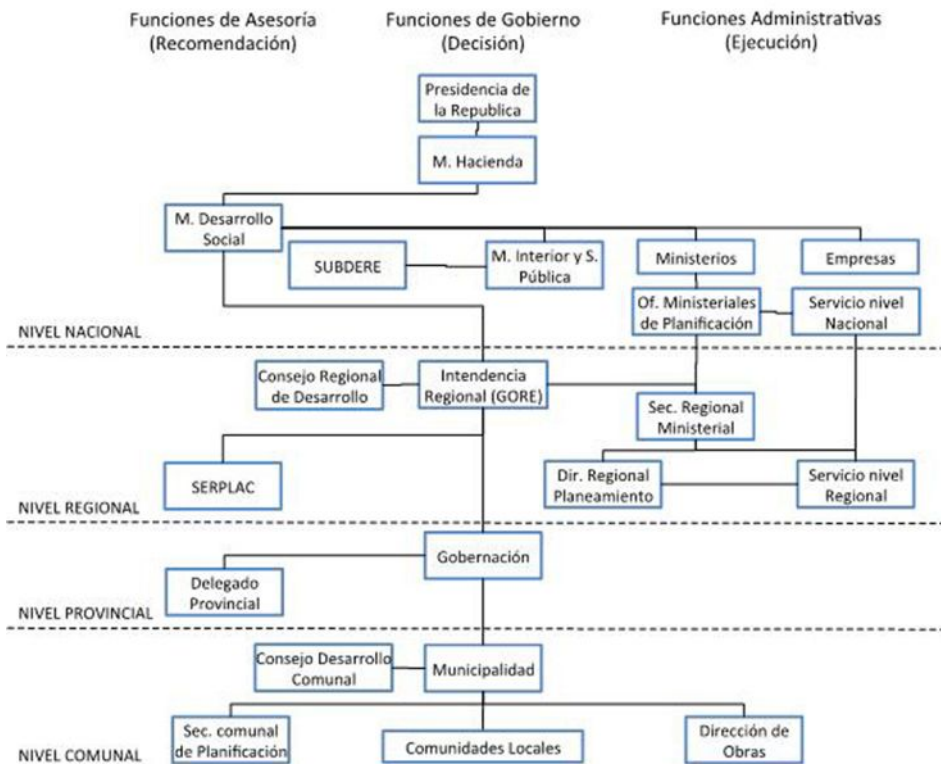 Funciones de Asesoría
(Recomendación)
Funciones de Gobierno
(Decisión)
Funciones Administrativas
(Ejecución)
Presidencia de
la Republica
M. Hacienda
M. Desarrollo
Social
SUBDERE
M. Interior y S.
Pública
Ministerios
Empresas
Of. Ministeriales
de Planificación
Servicio nivel
Nacional
NIVEL NACIONAL
Consejo Regional
de Desarrollo
Intendencia
Regional (GORE)
Sec. Regional
Ministerial
SERPLAC
Dir. Regional
Planeamiento
Servicio nivel
Regional
NIVEL REGIONAL
Gobernación
Delegado
Provincial
NIVEL PROVINCIAL
Consejo Desarrollo
Comunal
Municipalidad
Sec. comunal
de Planificación
Comunidades Locales
Dirección de
Obras
NIVEL COMUNAL